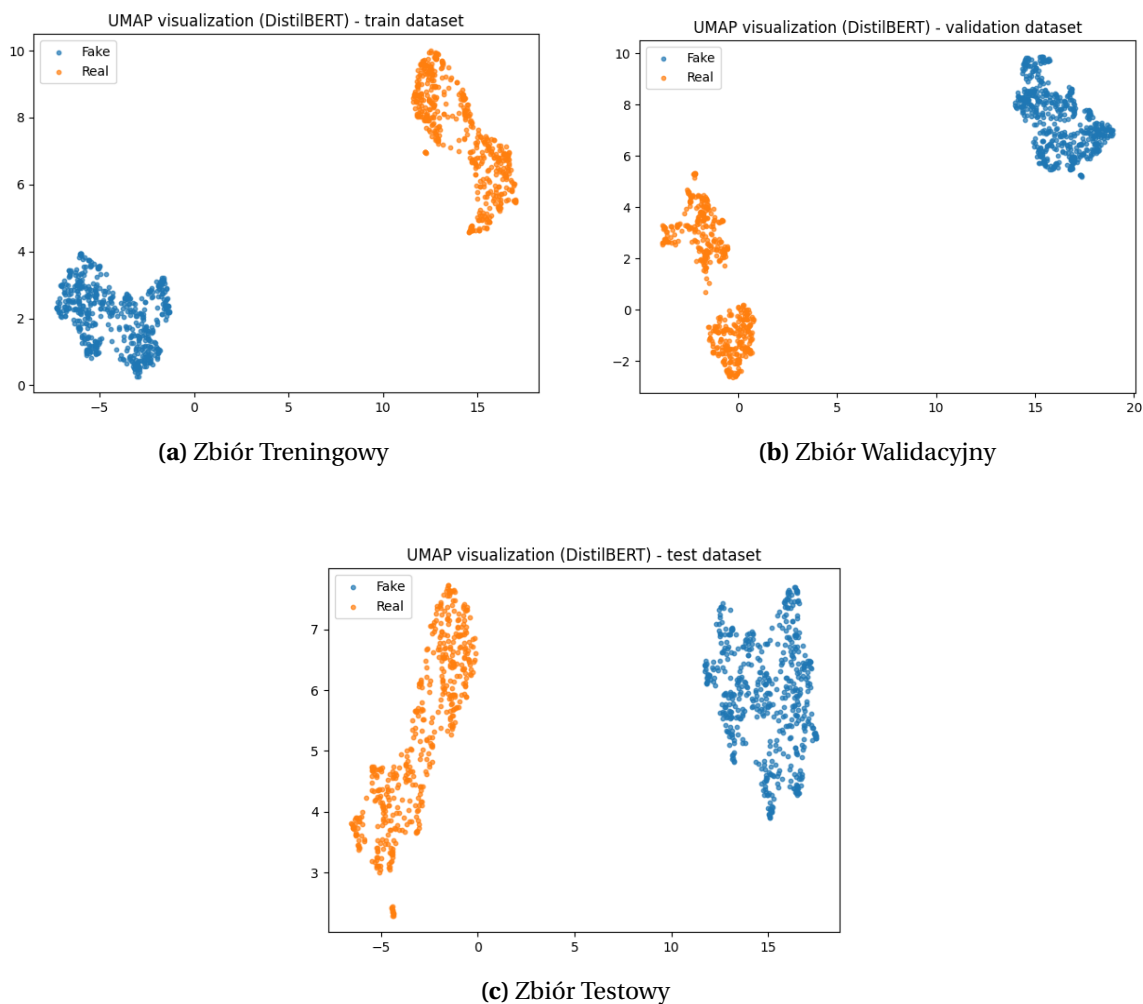 UMAP visualization (DistilBERT) - train dataset
Fake
Real
10
8
6
4
2
0
−5
0
5
10
15
(a) Zbiór Treningowy
UMAP visualization (DistilBERT) - validation dataset
Fake
Real
10
8
6
4
2
0
−2
0
5
10
15
20
(b) Zbiór Walidacyjny
UMAP visualization (DistilBERT) - test dataset
Fake
Real
7
6
5
4
3
−5
0
5
10
15
(c) Zbiór Testowy